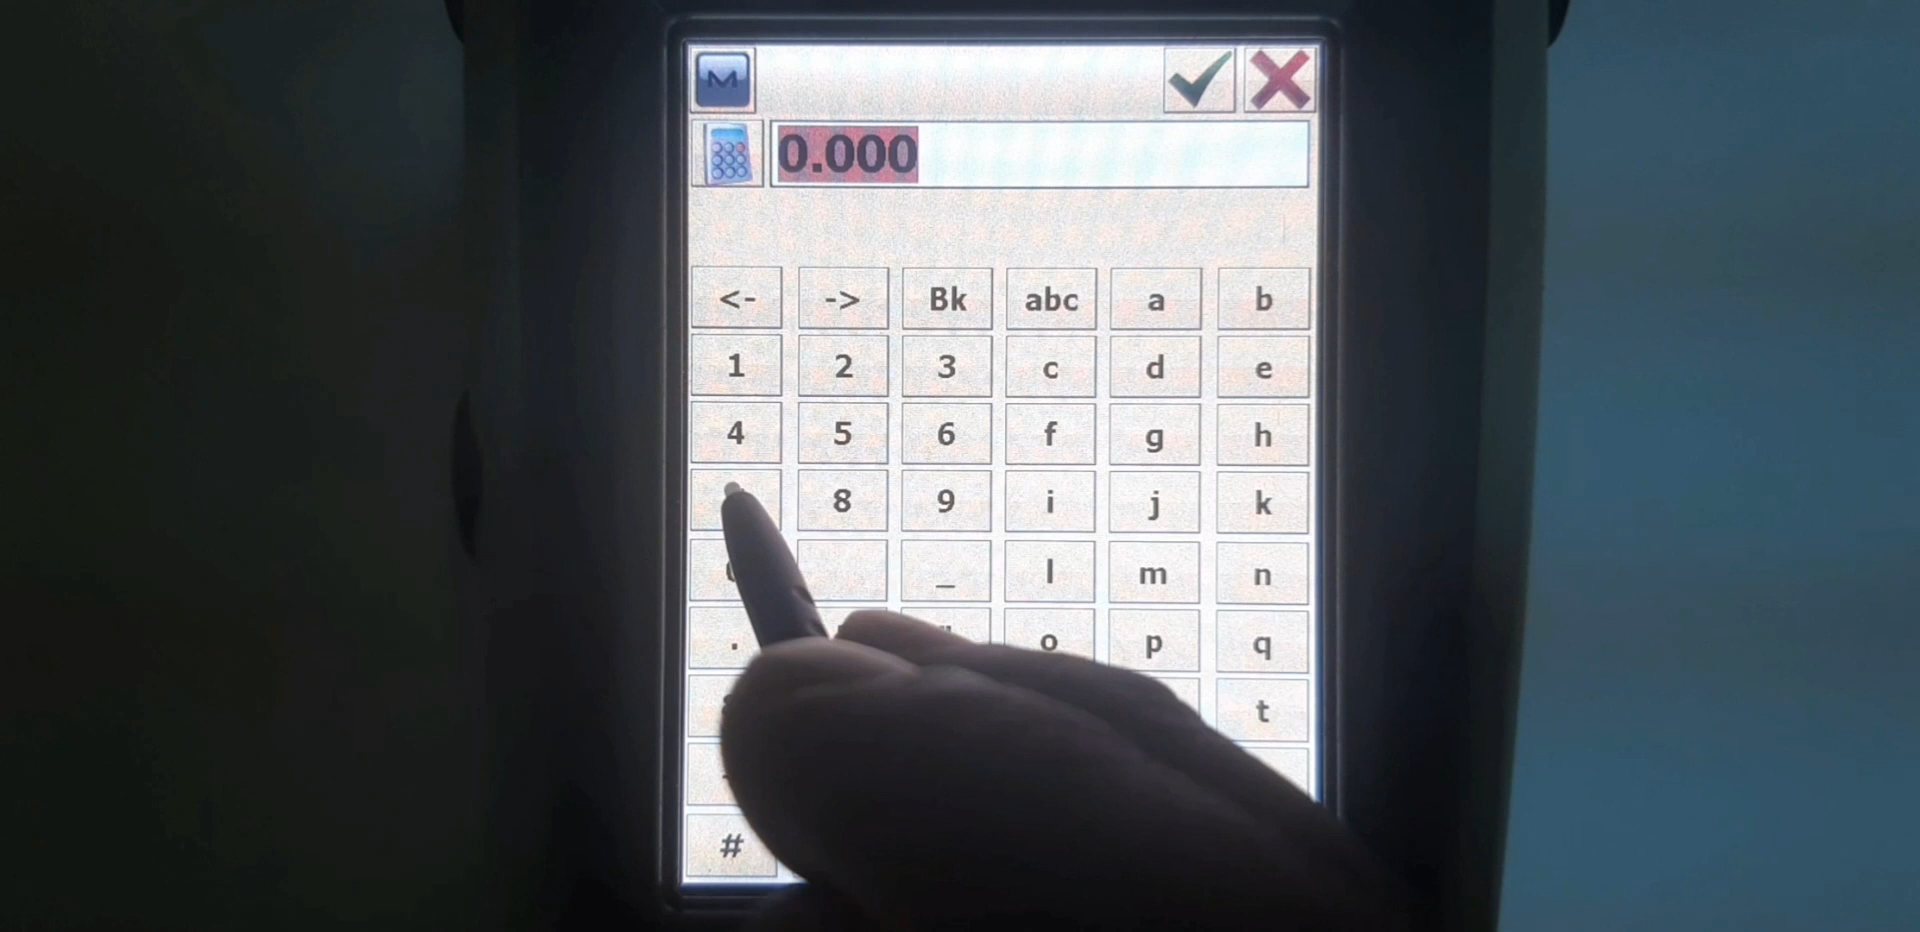 M
0.000
<- -> Bk abc a b
1 2 3 c d e
4 5 6 f g h
8 9 i j k
_ l m n
. " o p q
t
#